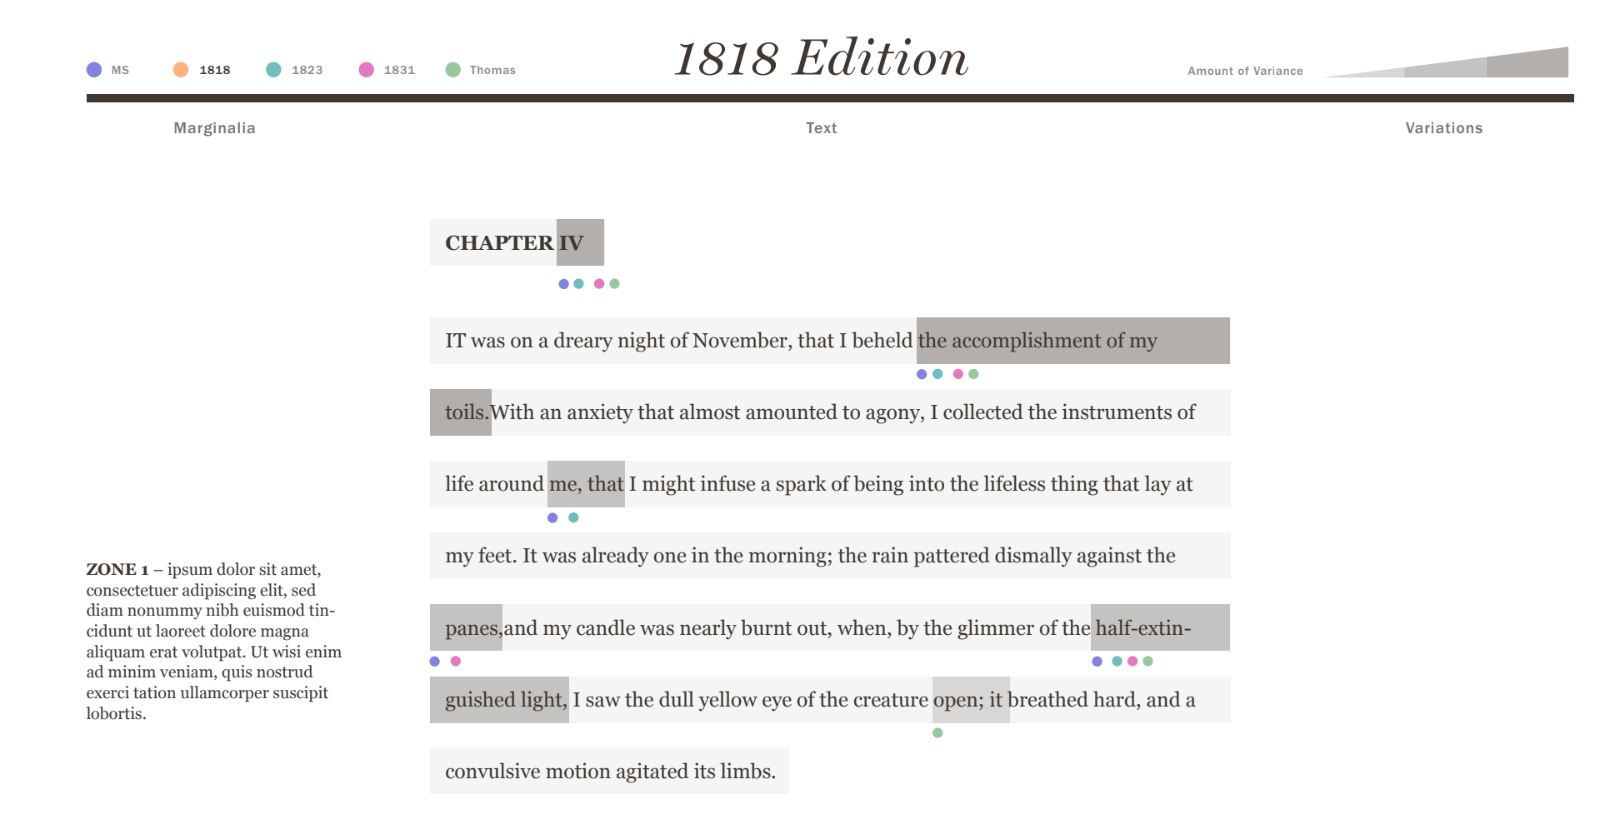 MS 1818 1823 1831 Thomas
1818 Edition
Amount of Variance
Marginalia
Text
Variations
CHAPTER IV
IT was on a dreary night of November, that I beheld the accomplishment of my
toils.With an anxiety that almost amounted to agony, I collected the instruments of
life around me, that I might infuse a spark of being into the lifeless thing that lay at
my feet. It was already one in the morning; the rain pattered dismally against the
panes,and my candle was nearly burnt out, when, by the glimmer of the half-extin-
guished light, I saw the dull yellow eye of the creature open; it breathed hard, and a
convulsive motion agitated its limbs.
ZONE 1 – ipsum dolor sit amet,
consectetuer adipiscing elit, sed
diam nonummy nibh euismod tin-
cidunt ut laoreet dolore magna
aliquam erat volutpat. Ut wisi enim
ad minim veniam, quis nostrud
exerci tation ullamcorper suscipit
lobortis.